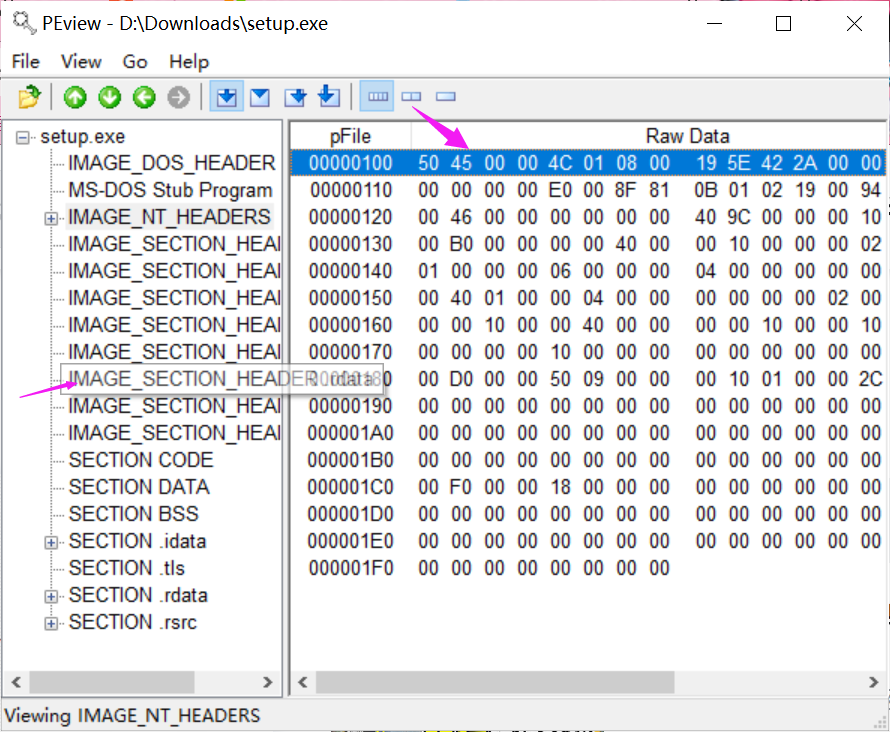 PEview - D:\Downloads\setup.exe
File View Go Help
setup.exe
IMAGE_DOS_HEADER
MS-DOS Stub Program
IMAGE_NT_HEADERS
IMAGE_SECTION_HEAI
IMAGE_SECTION_HEAI
IMAGE_SECTION_HEAI
IMAGE_SECTION_HEAI
IMAGE_SECTION_HEAI
IMAGE_SECTION_HEADER .rdata
IMAGE_SECTION_HEAI
IMAGE_SECTION_HEAI
SECTION CODE
SECTION DATA
SECTION BSS
SECTION .idata
SECTION .tls
SECTION .rdata
SECTION .rsrc
pFile Raw Data
00000100 50 45 00 00 4C 01 08 00 19 5E 42 2A 00 00
00000110 00 00 00 00 E0 00 8F 81 0B 01 02 19 00 94
00000120 00 46 00 00 00 00 00 00 40 9C 00 00 00 10
00000130 00 B0 00 00 00 00 40 00 00 10 00 00 00 02
00000140 01 00 00 00 06 00 00 00 04 00 00 00 00 00
00000150 00 40 01 00 00 04 00 00 00 00 00 00 02 00
00000160 00 00 10 00 00 40 00 00 00 00 10 00 00 10
00000170 00 00 00 00 10 00 00 00 00 00 00 00 00 00
00000180 00 D0 00 00 50 09 00 00 00 10 01 00 00 2C
00000190 00 00 00 00 00 00 00 00 00 00 00 00 00 00
000001A0 00 00 00 00 00 00 00 00 00 00 00 00 00 00
000001B0 00 00 00 00 00 00 00 00 00 00 00 00 00 00
000001C0 00 F0 00 00 18 00 00 00 00 00 00 00 00 00
000001D0 00 00 00 00 00 00 00 00 00 00 00 00 00 00
000001E0 00 00 00 00 00 00 00 00 00 00 00 00 00 00
000001F0 00 00 00 00 00 00 00 00
Viewing IMAGE_NT_HEADERS